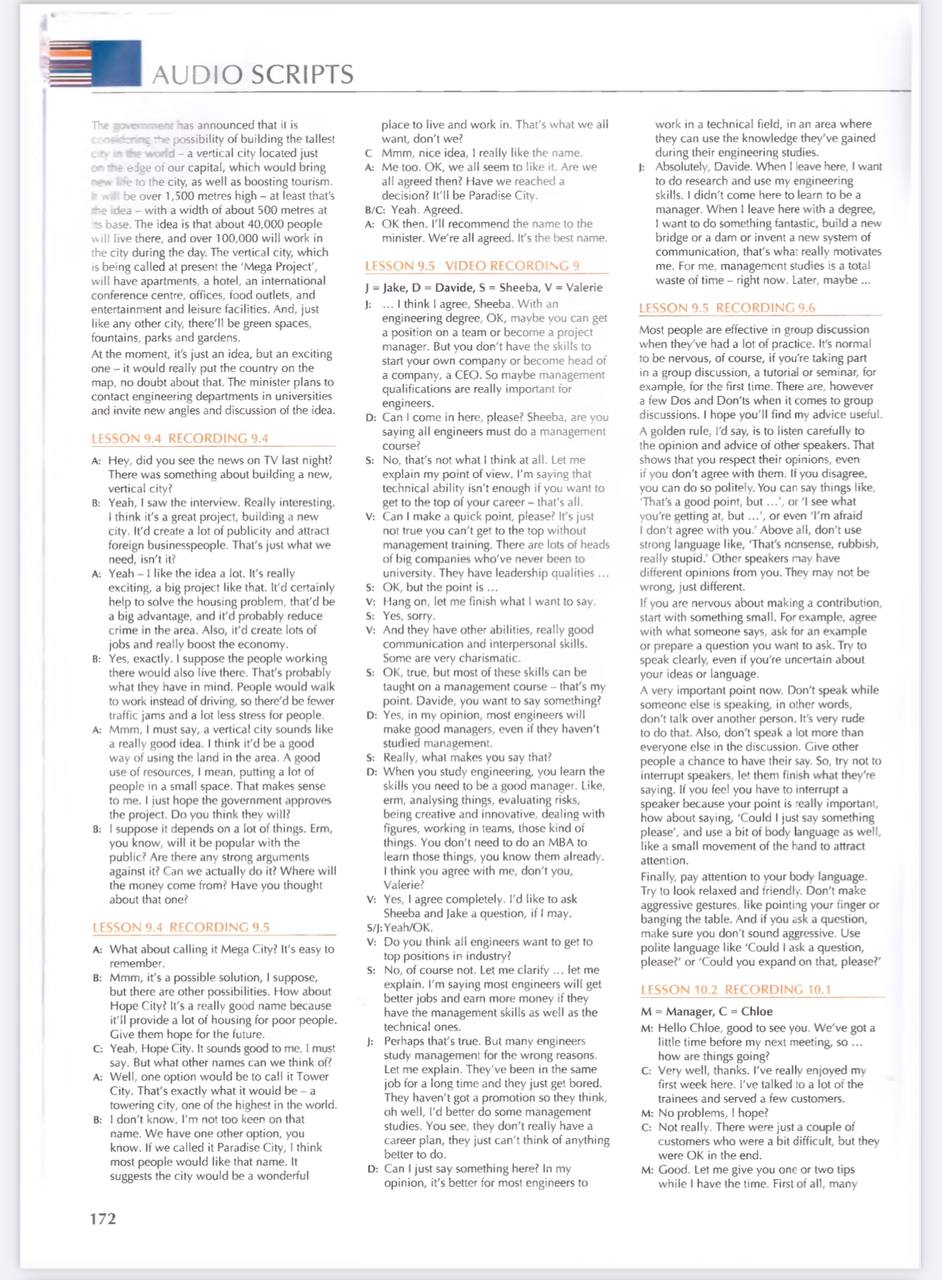 AUDIO SCRIPTS
The government has announced that it is
considering the possibility of building the tallest
city in the world – a vertical city located just
on the edge of our capital, which would bring
new life to the city, as well as boosting tourism.
It will be over 1,500 metres high – at least that's
the idea – with a width of about 500 metres at
its base. The idea is that about 40,000 people
will live there, and over 100,000 will work in
the city during the day. The vertical city, which
is being called at present the 'Mega Project',
will have apartments, a hotel, an international
conference centre, offices, food outlets, and
entertainment and leisure facilities. And, just
like any other city, there'll be green spaces,
fountains, parks and gardens.
At the moment, it's just an idea, but an exciting
one – it would really put the country on the
map, no doubt about that. The minister plans to
contact engineering departments in universities
and invite new angles and discussion of the idea.
LESSON 9.4 RECORDING 9.4
A: Hey, did you see the news on TV last night?
There was something about building a new,
vertical city?
B: Yeah, I saw the interview. Really interesting.
I think it's a great project, building a new
city. It'd create a lot of publicity and attract
foreign businesspeople. That's just what we
need, isn't it?
A: Yeah – I like the idea a lot. It's really
exciting, a big project like that. It'd certainly
help to solve the housing problem, that'd be
a big advantage, and it'd probably reduce
crime in the area. Also, it'd create lots of
jobs and really boost the economy.
B: Yes, exactly. I suppose the people working
there would also live there. That's probably
what they have in mind. People would walk
to work instead of driving, so there'd be fewer
traffic jams and a lot less stress for people.
A: Mmm, I must say, a vertical city sounds like
a really good idea. I think it'd be a good
way of using the land in the area. A good
use of resources, I mean, putting a lot of
people in a small space. That makes sense
to me. I just hope the government approves
the project. Do you think they will?
B: I suppose it depends on a lot of things. Erm,
you know, will it be popular with the
public? Are there any strong arguments
against it? Can we actually do it? Where will
the money come from? Have you thought
about that one?
LESSON 9.4 RECORDING 9.5
A: What about calling it Mega City? It's easy to
remember.
B: Mmm, it's a possible solution, I suppose,
but there are other possibilities. How about
Hope City? It's a really good name because
it'll provide a lot of housing for poor people.
Give them hope for the future.
C: Yeah, Hope City. It sounds good to me, I must
say. But what other names can we think of?
A: Well, one option would be to call it Tower
City. That's exactly what it would be – a
towering city, one of the highest in the world.
B: I don't know, I'm not too keen on that
name. We have one other option, you
know. If we called it Paradise City, I think
most people would like that name. It
suggests the city would be a wonderful
place to live and work in. That's what we all
want, don't we?
C Mmm, nice idea, I really like the name.
A: Me too. OK, we all seem to like it. Are we
all agreed then? Have we reached a
decision? It'll be Paradise City.
B/C: Yeah. Agreed.
A: OK then. I'll recommend the name to the
minister. We're all agreed. It's the best name.
LESSON 9.5 VIDEO RECORDING 9
J = Jake, D = Davide, S = Sheeba, V = Valerie
J: ... I think I agree, Sheeba. With an
engineering degree, OK, maybe you can get
a position on a team or become a project
manager. But you don't have the skills to
start your own company or become head of
a company, a CEO. So maybe management
qualifications are really important for
engineers.
D: Can I come in here, please? Sheeba, are you
saying all engineers must do a management
course?
S: No, that's not what I think at all. Let me
explain my point of view. I'm saying that
technical ability isn't enough if you want to
get to the top of your career – that's all.
V: Can I make a quick point, please? It's just
not true you can't get to the top without
management training. There are lots of heads
of big companies who've never been to
university. They have leadership qualities ...
S: OK, but the point is ...
V: Hang on, let me finish what I want to say.
S: Yes, sorry.
V: And they have other abilities, really good
communication and interpersonal skills.
Some are very charismatic.
S: OK, true, but most of these skills can be
taught on a management course – that's my
point. Davide, you want to say something?
D: Yes, in my opinion, most engineers will
make good managers, even if they haven't
studied management.
S: Really, what makes you say that?
D: When you study engineering, you learn the
skills you need to be a good manager. Like,
erm, analysing things, evaluating risks,
being creative and innovative, dealing with
figures, working in teams, those kind of
things. You don't need to do an MBA to
learn those things, you know them already.
I think you agree with me, don't you,
Valerie?
V: Yes, I agree completely. I'd like to ask
Sheeba and Jake a question, if I may.
S/J: Yeah/OK.
V: Do you think all engineers want to get to
top positions in industry?
S: No, of course not. Let me clarify ... let me
explain. I'm saying most engineers will get
better jobs and earn more money if they
have the management skills as well as the
technical ones.
J: Perhaps that's true. But many engineers
study management for the wrong reasons.
Let me explain. They've been in the same
job for a long time and they just get bored.
They haven't got a promotion so they think,
oh well, I'd better do some management
studies. You see, they don't really have a
career plan, they just can't think of anything
better to do.
D: Can I just say something here? In my
opinion, it's better for most engineers to
work in a technical field, in an area where
they can use the knowledge they've gained
during their engineering studies.
J: Absolutely, Davide. When I leave here, I want
to do research and use my engineering
skills. I didn't come here to learn to be a
manager. When I leave here with a degree,
I want to do something fantastic, build a new
bridge or a dam or invent a new system of
communication, that's what really motivates
me. For me, management studies is a total
waste of time – right now. Later, maybe ...
LESSON 9.5 RECORDING 9.6
Most people are effective in group discussion
when they've had a lot of practice. It's normal
to be nervous, of course, if you're taking part
in a group discussion, a tutorial or seminar, for
example, for the first time. There are, however
a few Dos and Don'ts when it comes to group
discussions. I hope you'll find my advice useful.
A golden rule, I'd say, is to listen carefully to
the opinion and advice of other speakers. That
shows that you respect their opinions, even
if you don't agree with them. If you disagree,
you can do so politely. You can say things like,
'That's a good point, but ...', or 'I see what
you're getting at, but ...', or even 'I'm afraid
I don't agree with you.' Above all, don't use
strong language like, 'That's nonsense, rubbish,
really stupid.' Other speakers may have
different opinions from you. They may not be
wrong, just different.
If you are nervous about making a contribution,
start with something small. For example, agree
with what someone says, ask for an example
or prepare a question you want to ask. Try to
speak clearly, even if you're uncertain about
your ideas or language.
A very important point now. Don't speak while
someone else is speaking, in other words,
don't talk over another person. It's very rude
to do that. Also, don't speak a lot more than
everyone else in the discussion. Give other
people a chance to have their say. So, try not to
interrupt speakers, let them finish what they're
saying. If you feel you have to interrupt a
speaker because your point is really important,
how about saying, 'Could I just say something
please', and use a bit of body language as well,
like a small movement of the hand to attract
attention.
Finally, pay attention to your body language.
Try to look relaxed and friendly. Don't make
aggressive gestures, like pointing your finger or
banging the table. And if you ask a question,
make sure you don't sound aggressive. Use
polite language like 'Could I ask a question,
please?' or 'Could you expand on that, please?'
LESSON 10.2 RECORDING 10.1
M = Manager, C = Chloe
M: Hello Chloe, good to see you. We've got a
little time before my next meeting, so ...
how are things going?
C: Very well, thanks. I've really enjoyed my
first week here. I've talked to a lot of the
trainees and served a few customers.
M: No problems, I hope?
C: Not really. There were just a couple of
customers who were a bit difficult, but they
were OK in the end.
M: Good. Let me give you one or two tips
while I have the time. First of all, many
172